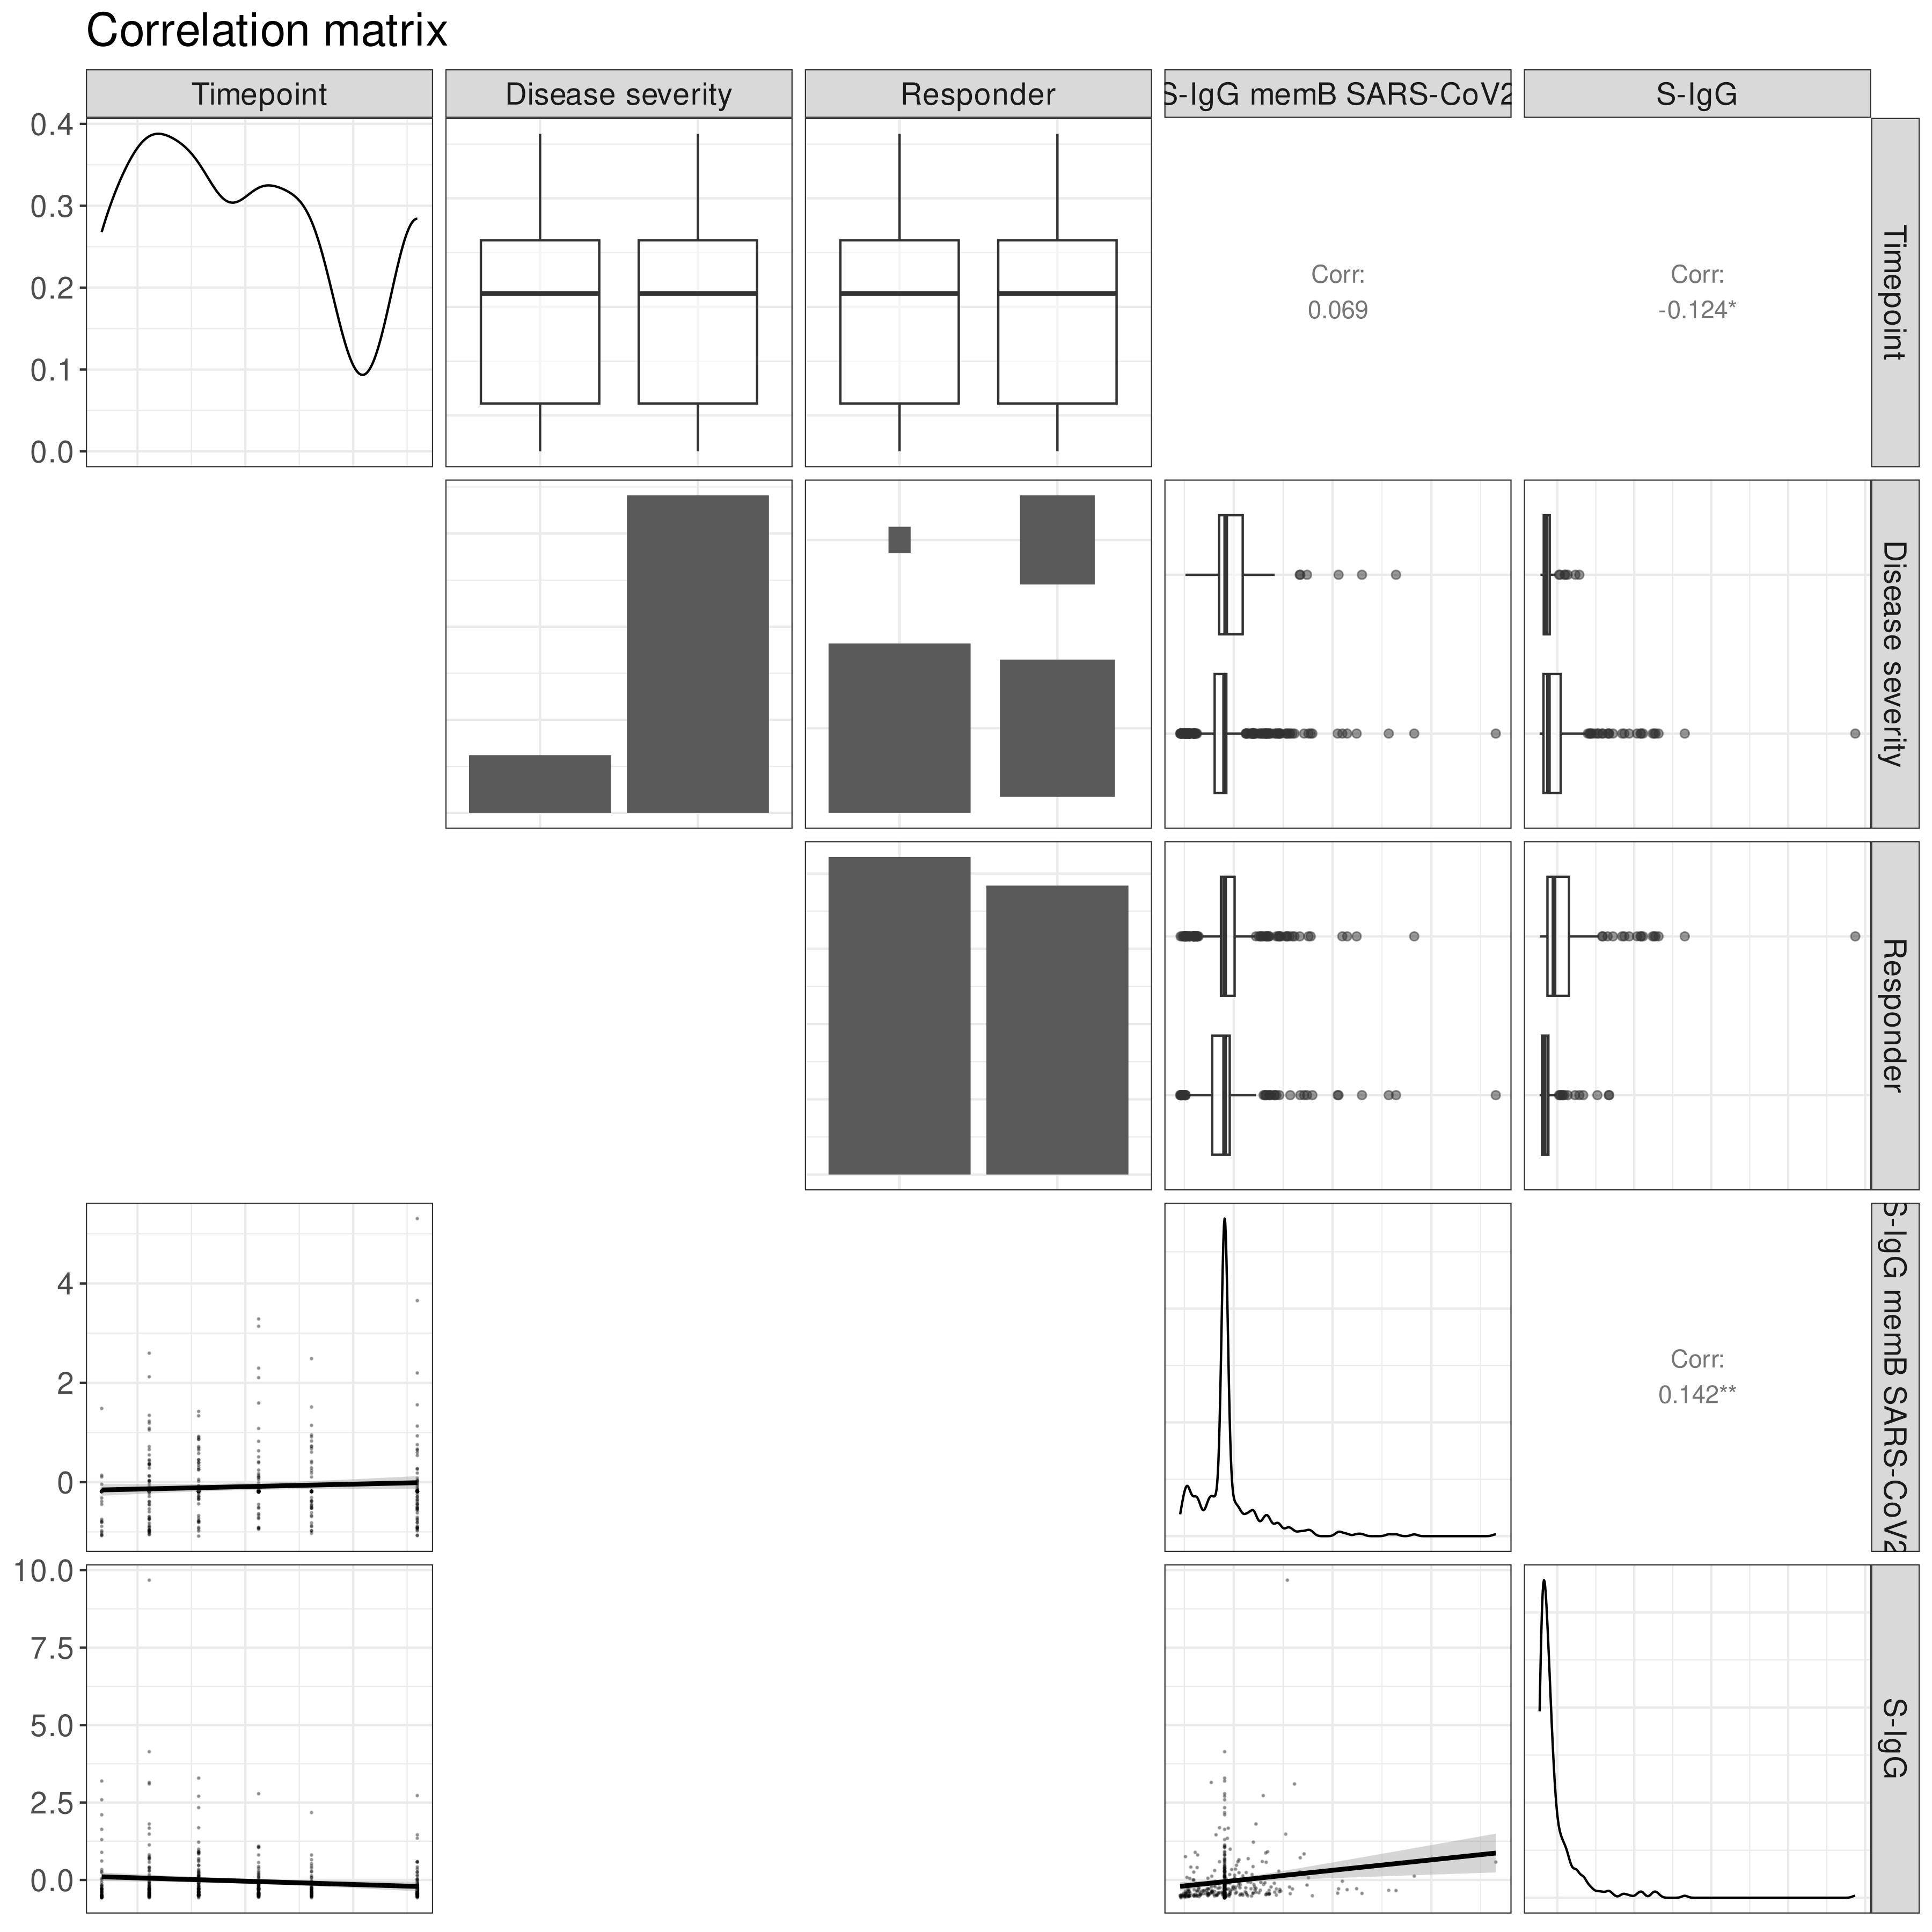 Correlation matrix
Timepoint
Disease severity
Responder
S-IgG memB SARS-CoV2
S-IgG
0.4
0.3
0.2
0.1
0.0
Corr:
0.069
Corr:
-0.124*
Timepoint
Disease severity
Responder
4
2
0
Corr:
0.142**
S-IgG memB SARS-CoV2
10.0
7.5
5.0
2.5
0.0
S-IgG